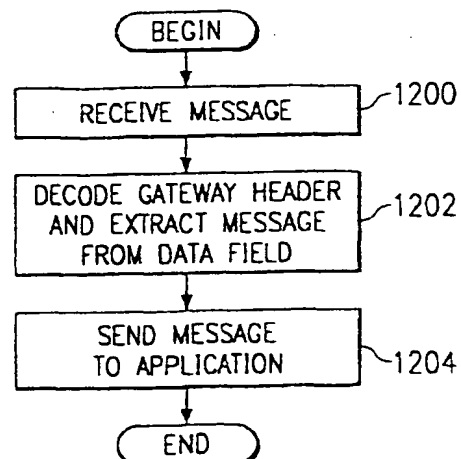 BEGIN
RECEIVE MESSAGE
1200
DECODE GATEWAY HEADER
AND EXTRACT MESSAGE
FROM DATA FIELD
1202
SEND MESSAGE
TO APPLICATION
1204
END